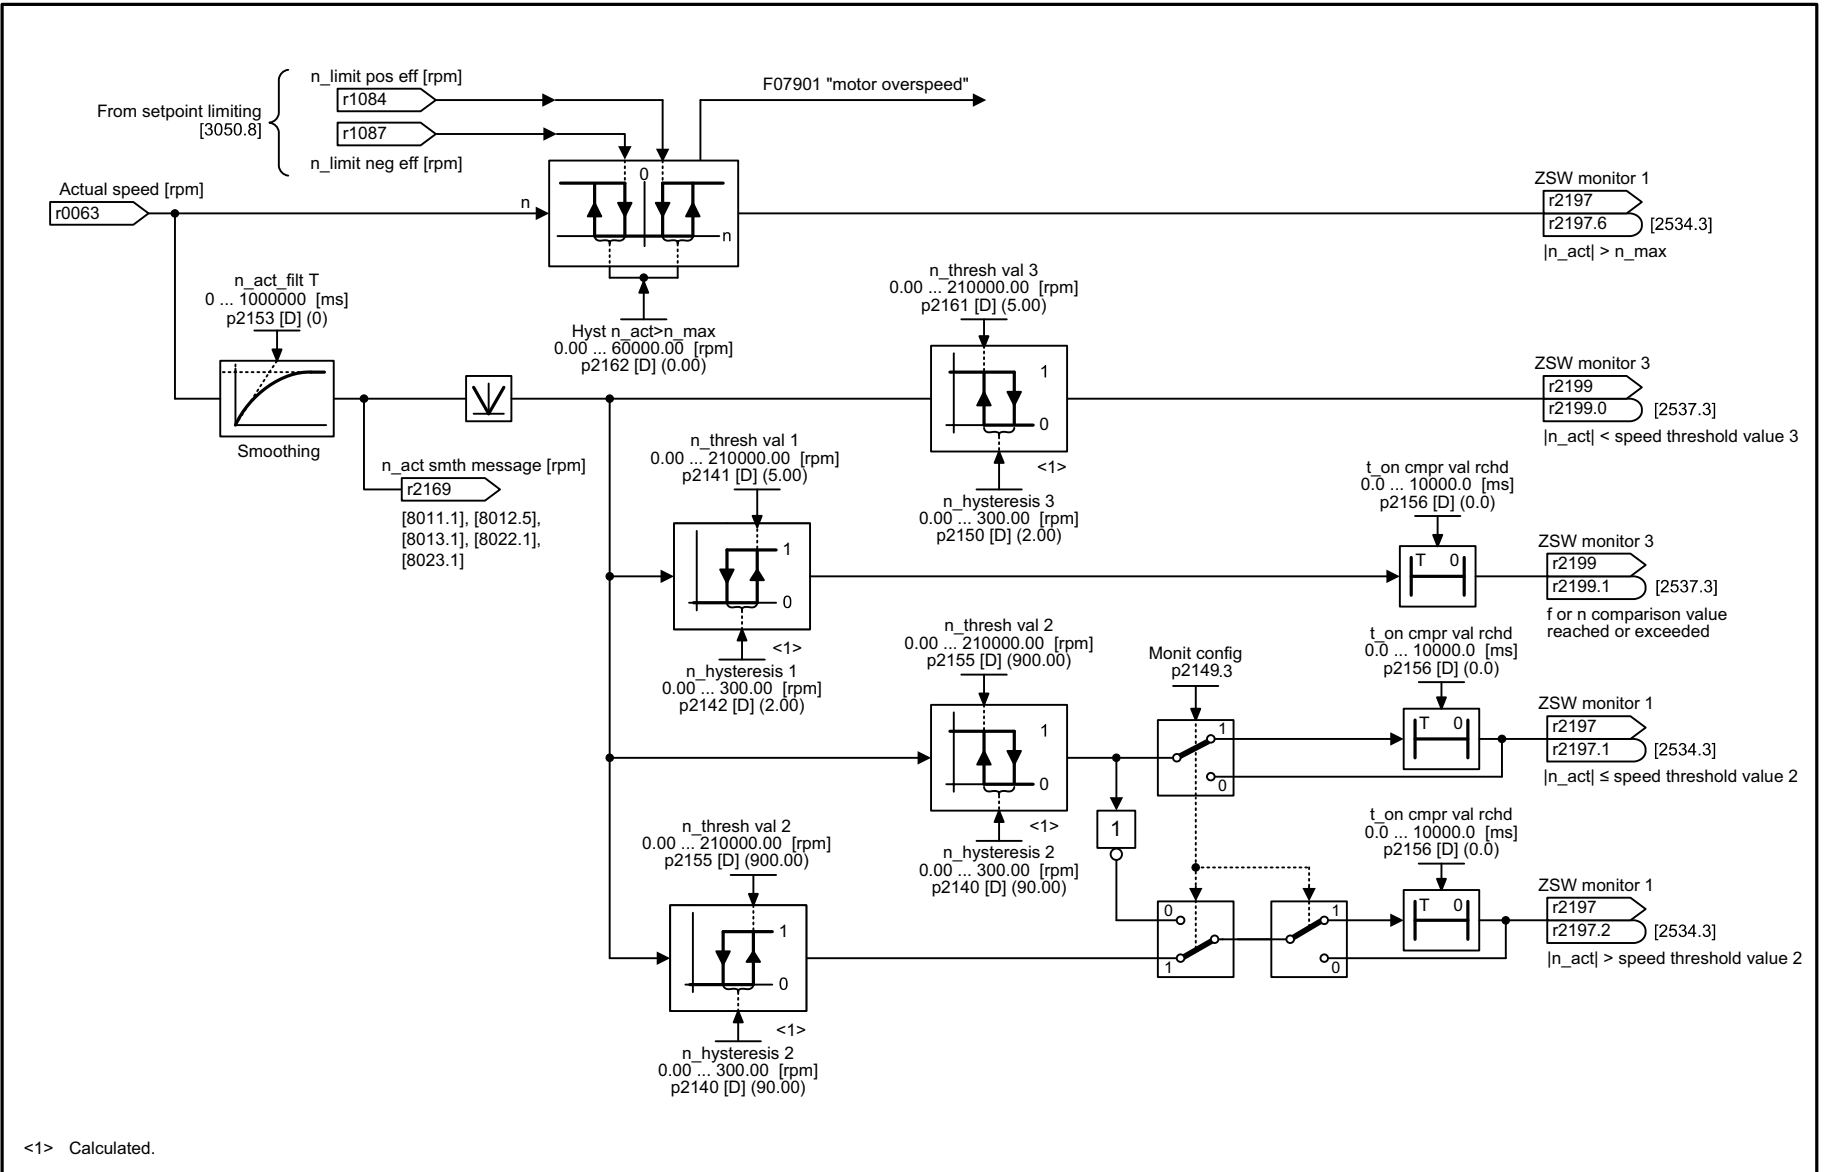 n_limit pos eff [rpm]
r1084
From setpoint limiting
[3050.8]
r1087
n_limit neg eff [rpm]
F07901 "motor overspeed"
Actual speed [rpm]
r0063
n
0
n
ZSW monitor 1
r2197
r2197.6 [2534.3]
|n_act| > n_max
Hyst n_act>n_max
0.00 ... 60000.00 [rpm]
p2162 [D] (0.00)
n_act_filt T
0 ... 1000000 [ms]
p2153 [D] (0)
Smoothing
n_act smth message [rpm]
r2169
[8011.1], [8012.5],
[8013.1], [8022.1],
[8023.1]
n_thresh val 3
0.00 ... 210000.00 [rpm]
p2161 [D] (5.00)
1
0
<1>
n_hysteresis 3
0.00 ... 300.00 [rpm]
p2150 [D] (2.00)
ZSW monitor 3
r2199
r2199.0 [2537.3]
|n_act| < speed threshold value 3
n_thresh val 1
0.00 ... 210000.00 [rpm]
p2141 [D] (5.00)
1
0
<1>
n_hysteresis 1
0.00 ... 300.00 [rpm]
p2142 [D] (2.00)
t_on cmpr val rchd
0.0 ... 10000.0 [ms]
p2156 [D] (0.0)
T 0
ZSW monitor 3
r2199
r2199.1 [2537.3]
f or n comparison value
reached or exceeded
n_thresh val 2
0.00 ... 210000.00 [rpm]
p2155 [D] (900.00)
1
0
<1>
n_hysteresis 2
0.00 ... 300.00 [rpm]
p2140 [D] (90.00)
Monit config
p2149.3
1
0
t_on cmpr val rchd
0.0 ... 10000.0 [ms]
p2156 [D] (0.0)
T 0
ZSW monitor 1
r2197
r2197.1 [2534.3]
|n_act| ≤ speed threshold value 2
1
n_thresh val 2
0.00 ... 210000.00 [rpm]
p2155 [D] (900.00)
1
0
<1>
n_hysteresis 2
0.00 ... 300.00 [rpm]
p2140 [D] (90.00)
0
1
1
0
t_on cmpr val rchd
0.0 ... 10000.0 [ms]
p2156 [D] (0.0)
T 0
ZSW monitor 1
r2197
r2197.2 [2534.3]
|n_act| > speed threshold value 2
<1> Calculated.